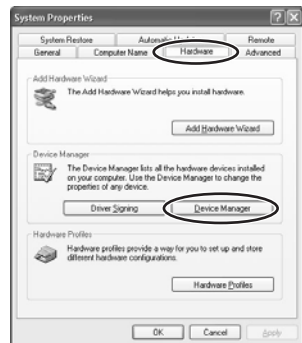 System Properties
System Restore Automatic Updates Remote
General Computer Name Hardware Advanced
Add Hardware Wizard
The Add Hardware Wizard helps you install hardware.
Add Hardware Wizard
Device Manager
The Device Manager lists all the hardware devices installed
on your computer. Use the Device Manager to change the
properties of any device.
Driver Signing Device Manager
Hardware Profiles
Hardware profiles provide a way for you to set up and store
different hardware configurations.
Hardware Profiles
OK Cancel Apply